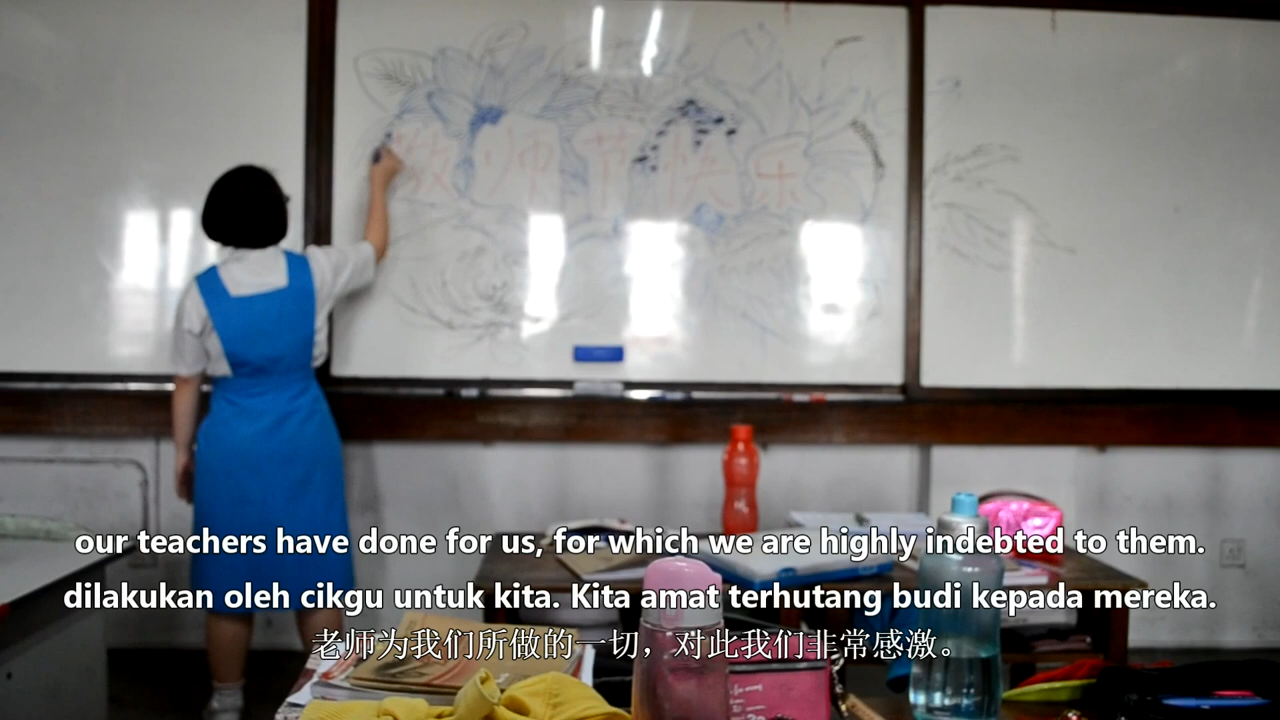 教师节快乐
our teachers have done for us, for which we are highly indebted to them.
dilakukan oleh cikgu untuk kita. Kita amat terhutang budi kepada mereka.
老师为我们所做的一切，对此我们非常感激。